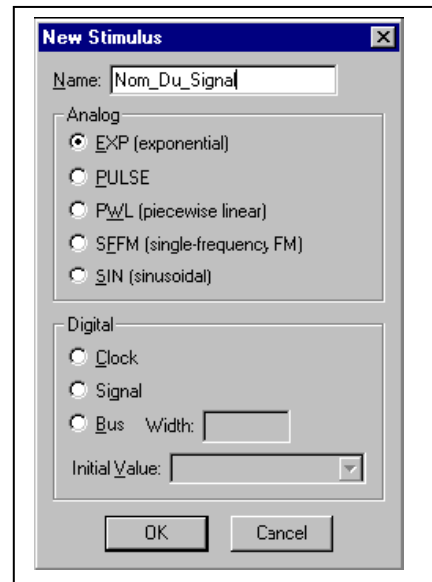 New Stimulus
Name: Nom_Du_Signal
Analog
EXP (exponential)
PULSE
PWL (piecewise linear)
SFFM (single-frequency FM)
SIN (sinusoidal)
Digital
Clock
Signal
Bus Width:
Initial Value:
OK Cancel